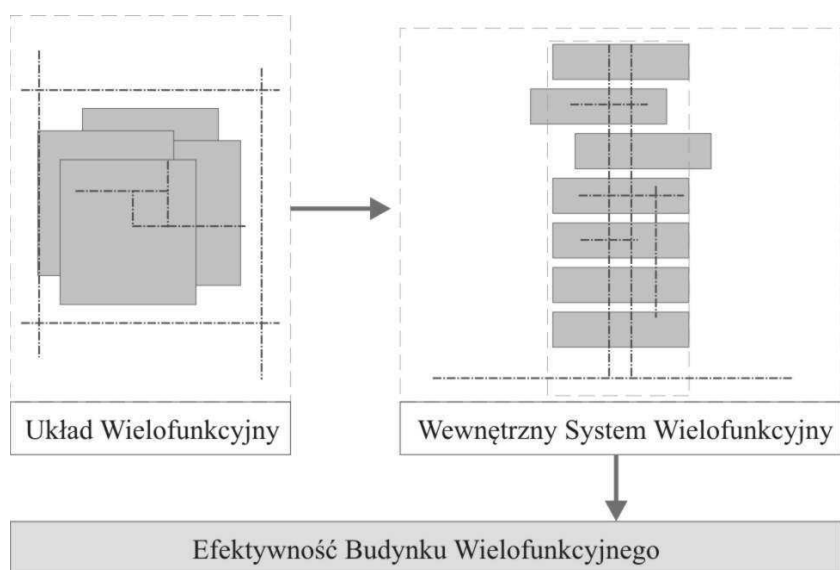 Układ Wielofunkcyjny
Wewnętrzny System Wielofunkcyjny
Efektywność Budynku Wielofunkcyjnego